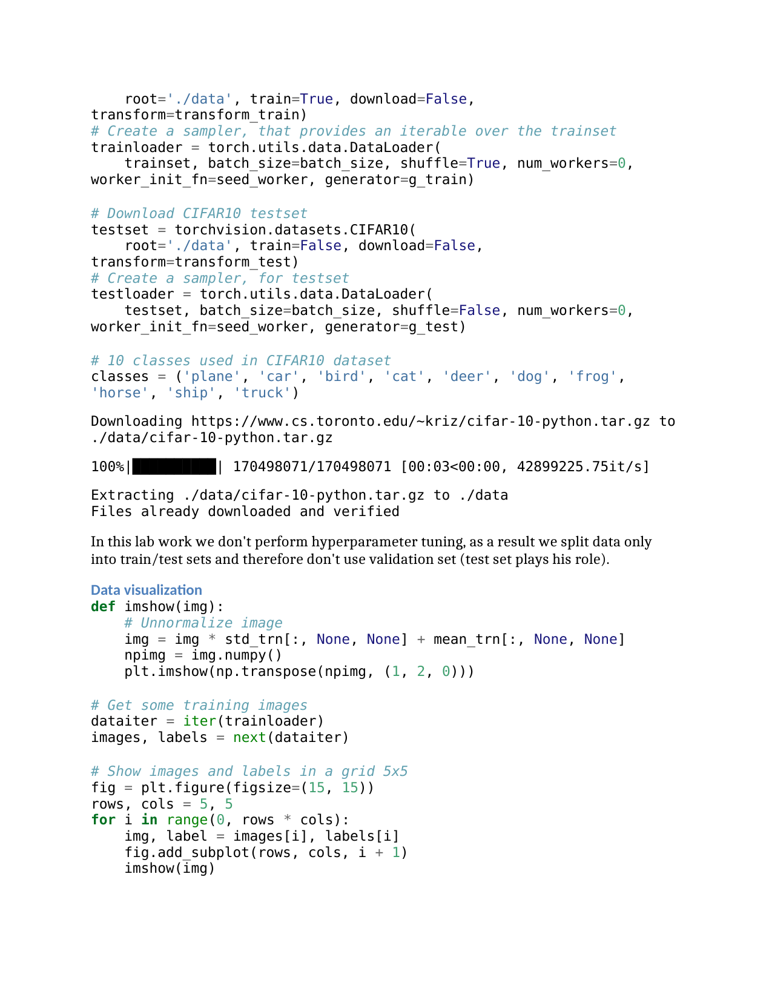 root='./data', train=True, download=False,
transform=transform_train)
# Create a sampler, that provides an iterable over the trainset
trainloader = torch.utils.data.DataLoader(
    trainset, batch_size=batch_size, shuffle=True, num_workers=0,
worker_init_fn=seed_worker, generator=g_train)

# Download CIFAR10 testset
testset = torchvision.datasets.CIFAR10(
    root='./data', train=False, download=False,
transform=transform_test)
# Create a sampler, for testset
testloader = torch.utils.data.DataLoader(
    testset, batch_size=batch_size, shuffle=False, num_workers=0,
worker_init_fn=seed_worker, generator=g_test)

# 10 classes used in CIFAR10 dataset
classes = ('plane', 'car', 'bird', 'cat', 'deer', 'dog', 'frog',
'horse', 'ship', 'truck')

Downloading https://www.cs.toronto.edu/~kriz/cifar-10-python.tar.gz to
./data/cifar-10-python.tar.gz

100%|██████████| 170498071/170498071 [00:03<00:00, 42899225.75it/s]

Extracting ./data/cifar-10-python.tar.gz to ./data
Files already downloaded and verified

In this lab work we don't perform hyperparameter tuning, as a result we split data only
into train/test sets and therefore don't use validation set (test set plays his role).

Data visualization
def imshow(img):
    # Unnormalize image
    img = img * std_trn[:, None, None] + mean_trn[:, None, None]
    npimg = img.numpy()
    plt.imshow(np.transpose(npimg, (1, 2, 0)))

# Get some training images
dataiter = iter(trainloader)
images, labels = next(dataiter)

# Show images and labels in a grid 5x5
fig = plt.figure(figsize=(15, 15))
rows, cols = 5, 5
for i in range(0, rows * cols):
    img, label = images[i], labels[i]
    fig.add_subplot(rows, cols, i + 1)
    imshow(img)